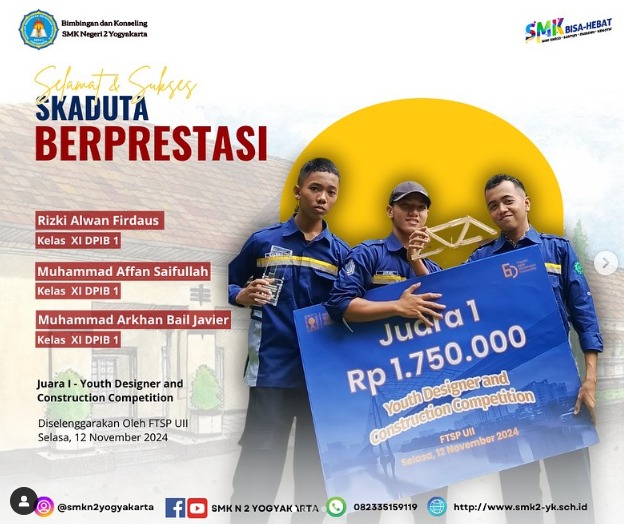 Bimbingan dan Konseling
SMK Negeri 2 Yogyakarta
SMK BISA-HEBAT
Selamat & Sukses
SKADUTA
BERPRESTASI
Rizki Alwan Firdaus
Kelas XI DPIB 1
Muhammad Affan Saifullah
Kelas XI DPIB 1
Muhammad Arkhan Bail Javier
Kelas XI DPIB 1
Juara I - Youth Designer and
Construction Competition
Diselenggarakan Oleh FTSP UII
Selasa, 12 November 2024
Juara 1
Rp 1.750.000
Youth Designer and
Construction Competition
FTSP UII
Selasa, 12 November 2024
@smkn2yogyakarta
SMK N 2 YOGYAKARTA
082335159119
http://www.smk2-yk.sch.id